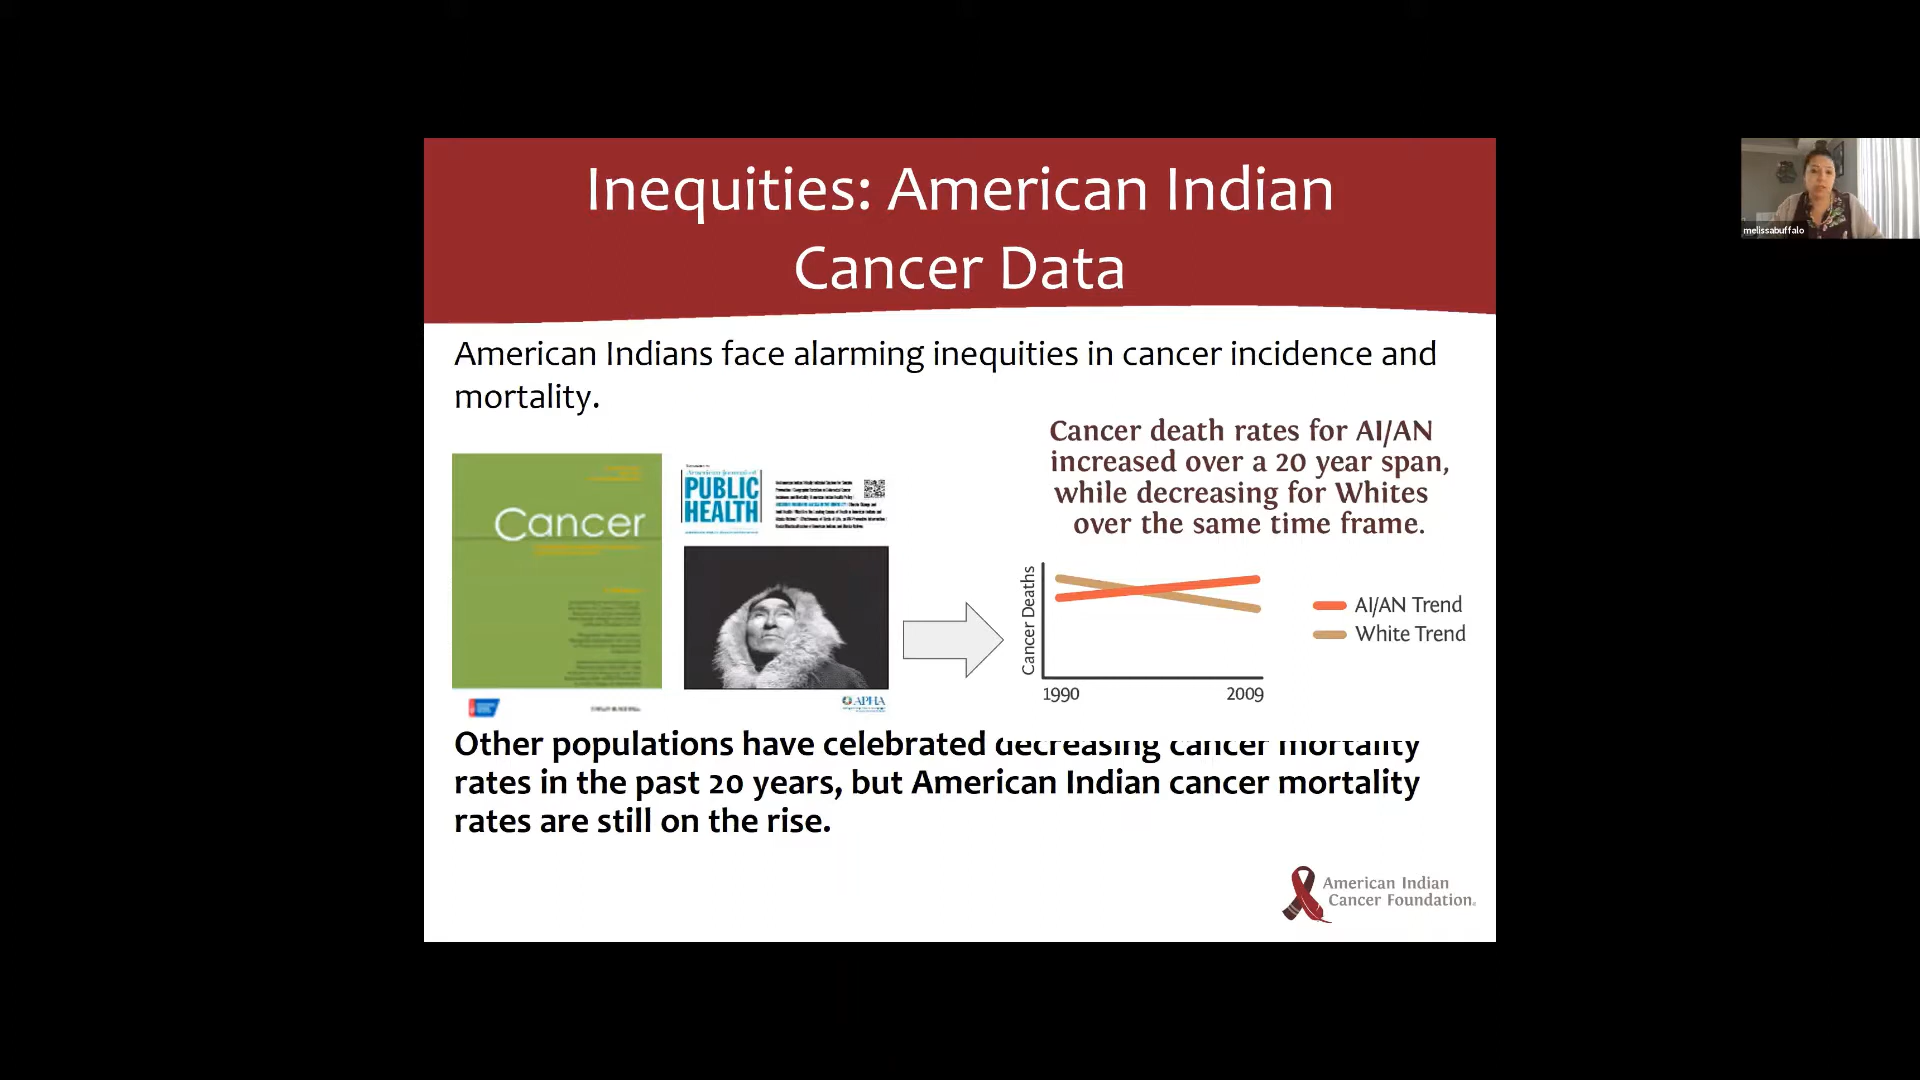 Inequities: American Indian
Cancer Data
melissabuffalo
American Indians face alarming inequities in cancer incidence and
mortality.
Cancer
American Journal of
PUBLIC
HEALTH
APHA
Cancer death rates for AI/AN
increased over a 20 year span,
while decreasing for Whites
over the same time frame.
Cancer Deaths
AI/AN Trend
White Trend
1990
2009
Other populations have celebrated decreasing cancer mortality
rates in the past 20 years, but American Indian cancer mortality
rates are still on the rise.
American Indian
Cancer Foundation.